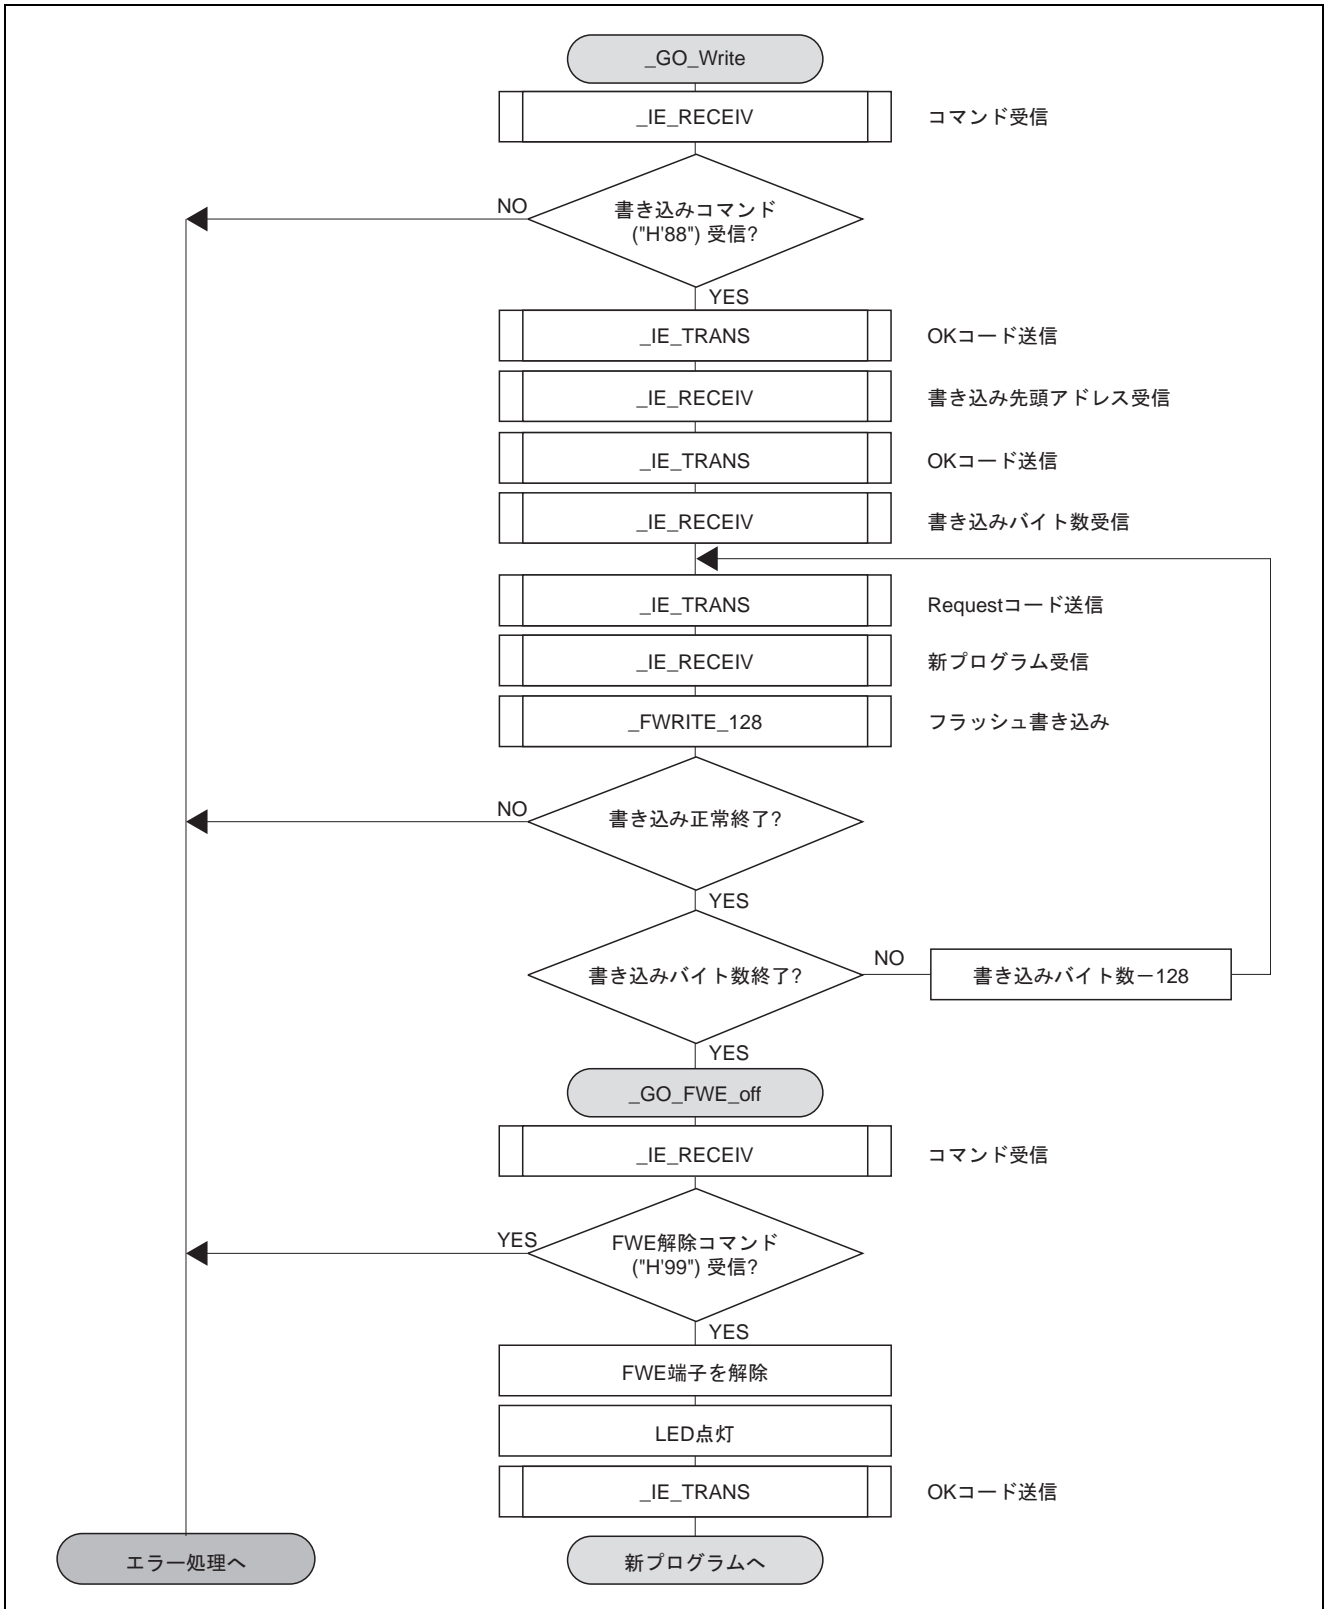 _GO_Write
_IE_RECEIV
コマンド受信
NO
書き込みコマンド
("H'88") 受信?
YES
_IE_TRANS
OKコード送信
_IE_RECEIV
書き込み先頭アドレス受信
_IE_TRANS
OKコード送信
_IE_RECEIV
書き込みバイト数受信
_IE_TRANS
Requestコード送信
_IE_RECEIV
新プログラム受信
_FWRITE_128
フラッシュ書き込み
NO
書き込み正常終了?
YES
書き込みバイト数終了?
NO
書き込みバイト数－128
YES
_GO_FWE_off
_IE_RECEIV
コマンド受信
YES
FWE解除コマンド
("H'99") 受信?
YES
FWE端子を解除
LED点灯
_IE_TRANS
OKコード送信
エラー処理へ
新プログラムへ